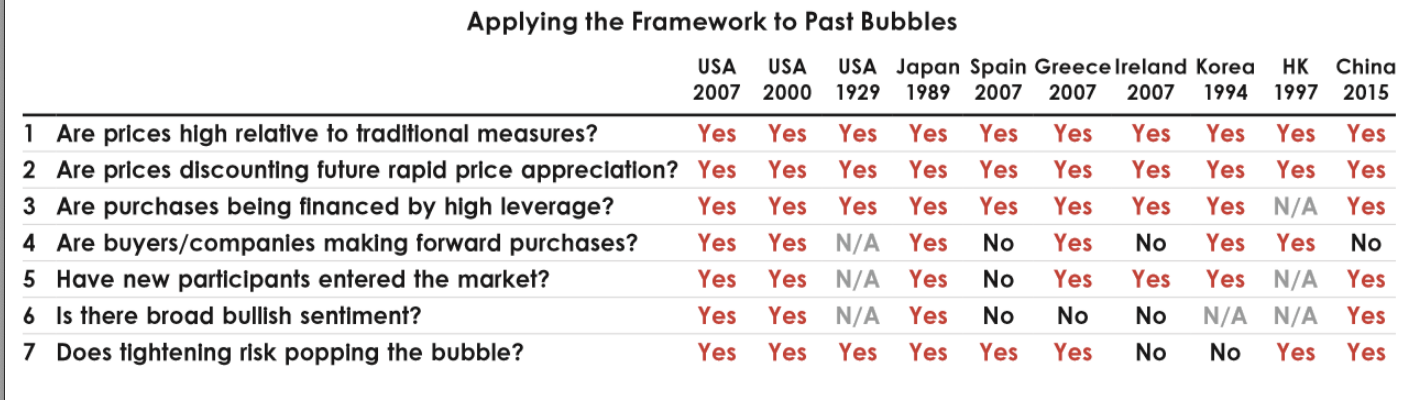 Applying the Framework to Past Bubbles
USA USA USA Japan Spain Greece Ireland Korea HK China
2007 2000 1929 1989 2007 2007 2007 1994 1997 2015
1 Are prices high relative to traditional measures? Yes Yes Yes Yes Yes Yes Yes Yes Yes Yes
2 Are prices discounting future rapid price appreciation? Yes Yes Yes Yes Yes Yes Yes Yes Yes Yes
3 Are purchases being financed by high leverage? Yes Yes Yes Yes Yes Yes Yes Yes N/A Yes
4 Are buyers/companies making forward purchases? Yes Yes N/A Yes No Yes No Yes Yes No
5 Have new participants entered the market? Yes Yes N/A Yes No Yes Yes Yes N/A Yes
6 Is there broad bullish sentiment? Yes Yes N/A Yes No No No N/A N/A Yes
7 Does tightening risk popping the bubble? Yes Yes Yes Yes Yes Yes No No Yes Yes